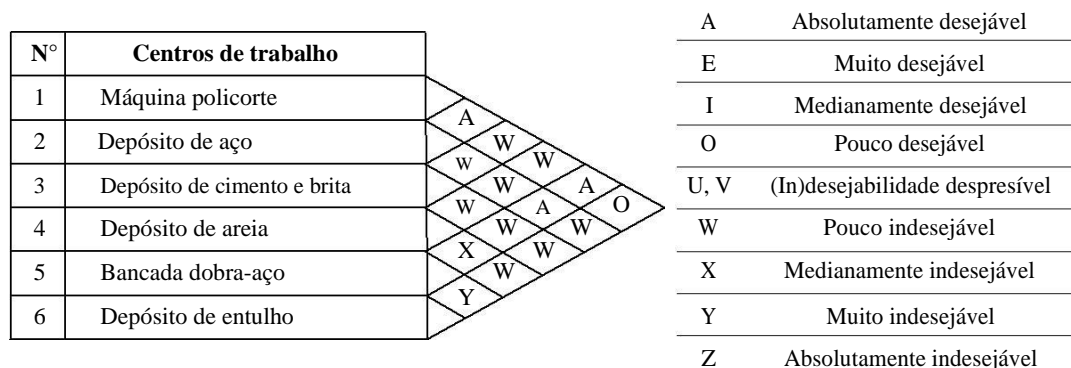 N° Centros de trabalho
1 Máquina policorte
2 Depósito de aço
3 Depósito de cimento e brita
4 Depósito de areia
5 Bancada dobra-aço
6 Depósito de entulho
A
W
W W
W A
W A O
W W
X W
W
Y
A Absolutamente desejável
E Muito desejável
I Medianamente desejável
O Pouco desejável
U, V (In)desejabilidade despresível
W Pouco indesejável
X Medianamente indesejável
Y Muito indesejável
Z Absolutamente indesejável